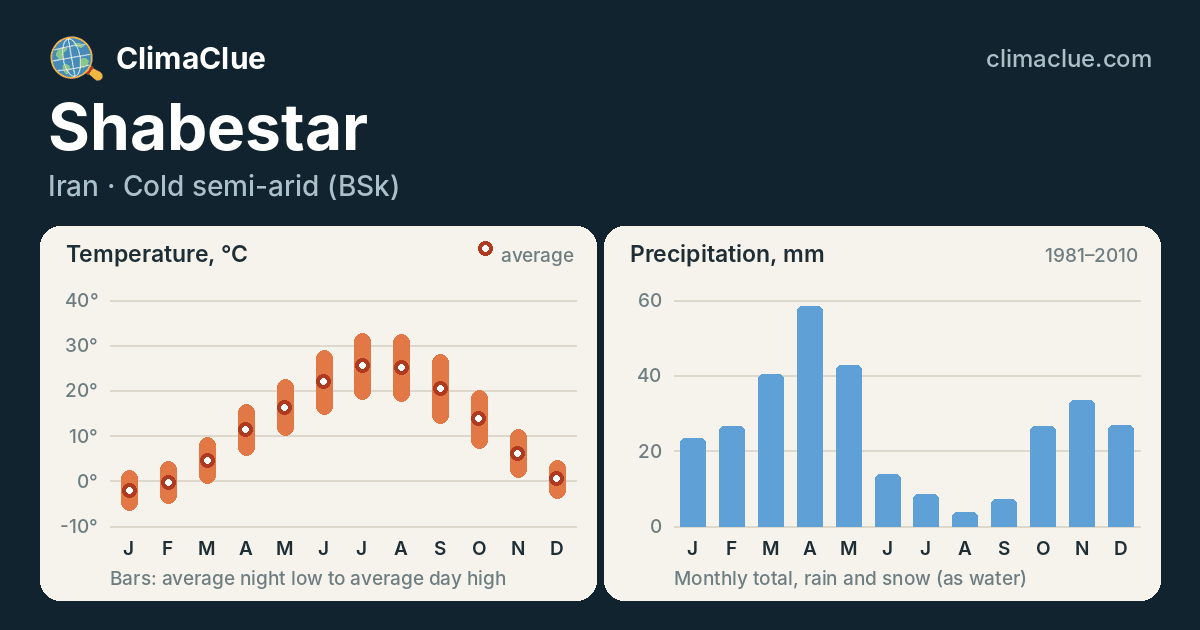 ClimaClue
climaclue.com
Shabestar
Iran · Cold semi-arid (BSk)
Temperature, °C
average
40°
30°
20°
10°
0°
-10°
J F M A M J J A S O N D
Bars: average night low to average day high
Precipitation, mm
1981–2010
60
40
20
0
J F M A M J J A S O N D
Monthly total, rain and snow (as water)